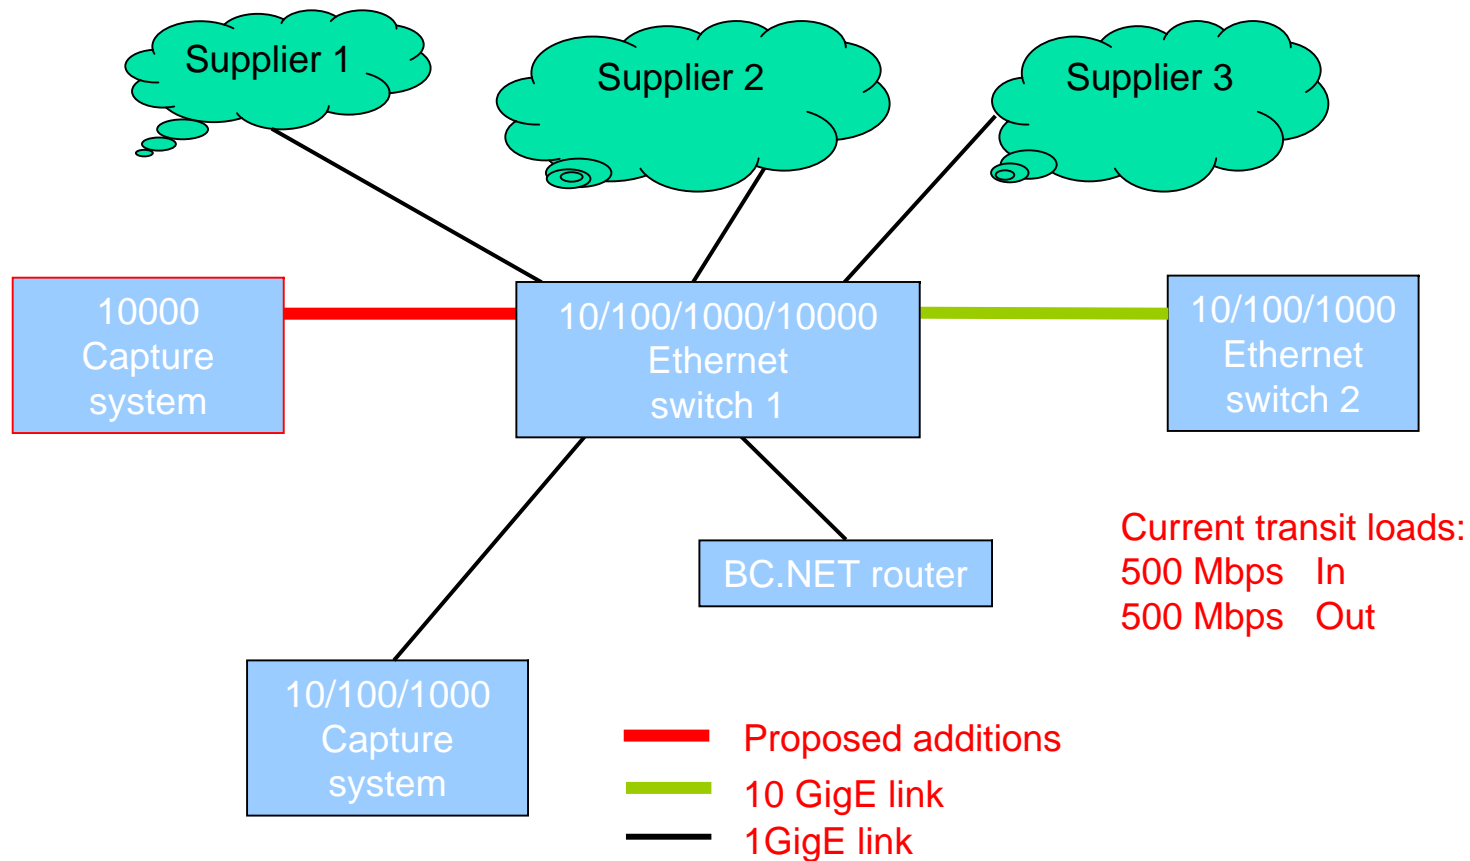 Supplier 1
Supplier 2
Supplier 3
10000
Capture
system
10/100/1000/10000
Ethernet
switch 1
10/100/1000
Ethernet
switch 2
BC.NET router
Current transit loads:
500 Mbps In
500 Mbps Out
10/100/1000
Capture
system
Proposed additions
10 GigE link
1GigE link